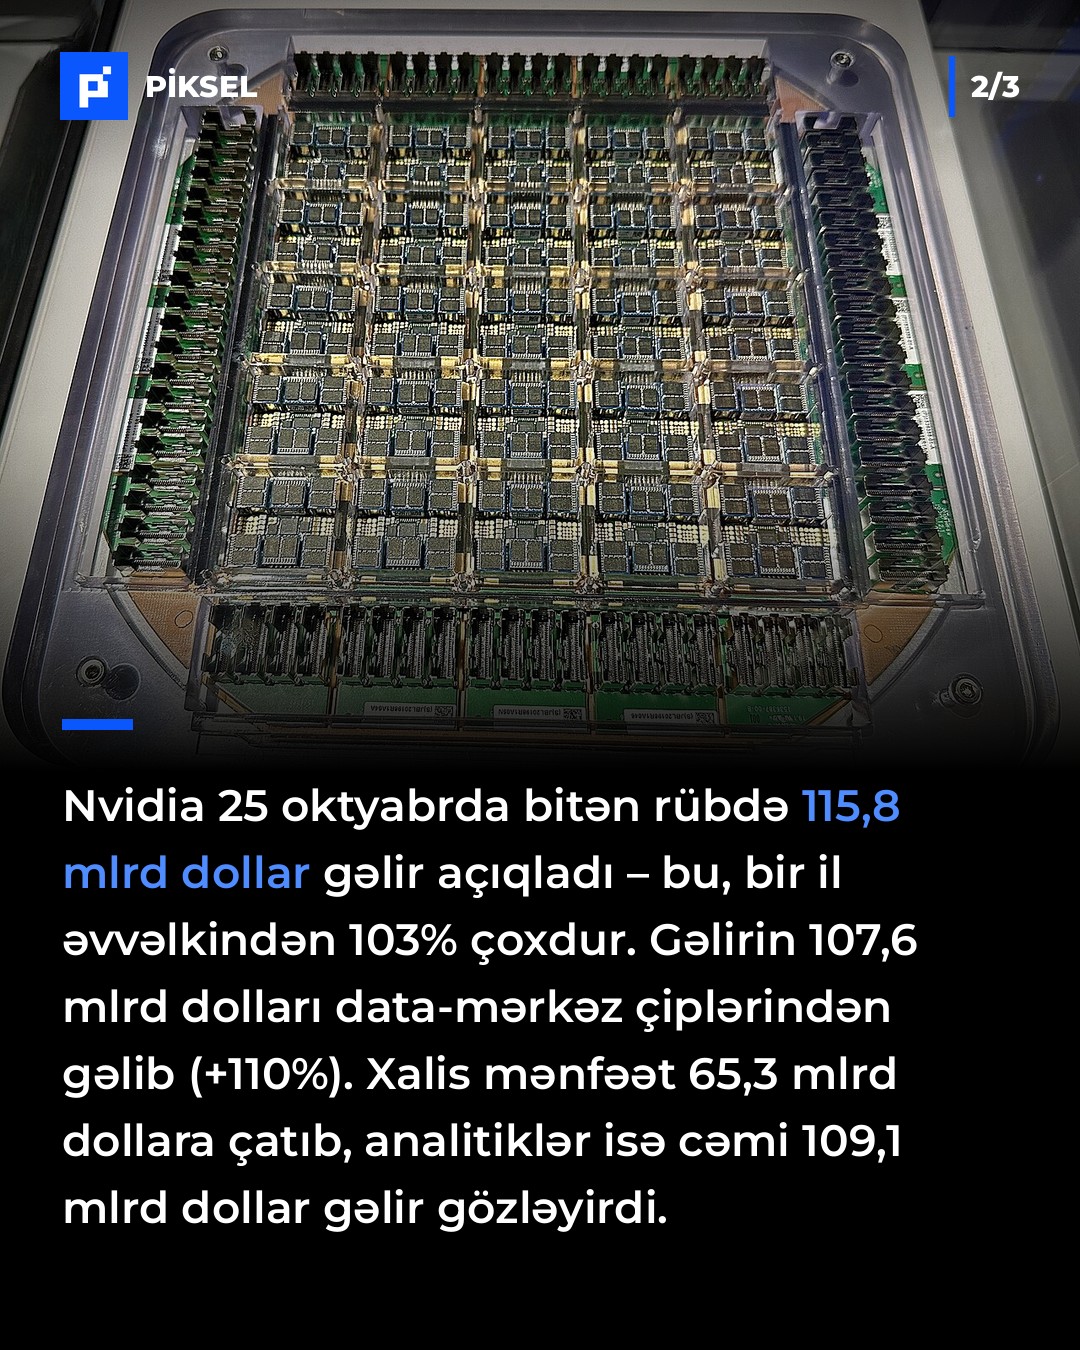 PİKSEL
2/3
Nvidia 25 oktyabrda bitən rübdə 115,8
mlrd dollar gəlir açıqladı – bu, bir il
əvvəlkindən 103% çoxdur. Gəlirin 107,6
mlrd dolları data-mərkəz çiplərindən
gəlib (+110%). Xalis mənfəət 65,3 mlrd
dollara çatıb, analitiklər isə cəmi 109,1
mlrd dollar gəlir gözləyirdi.